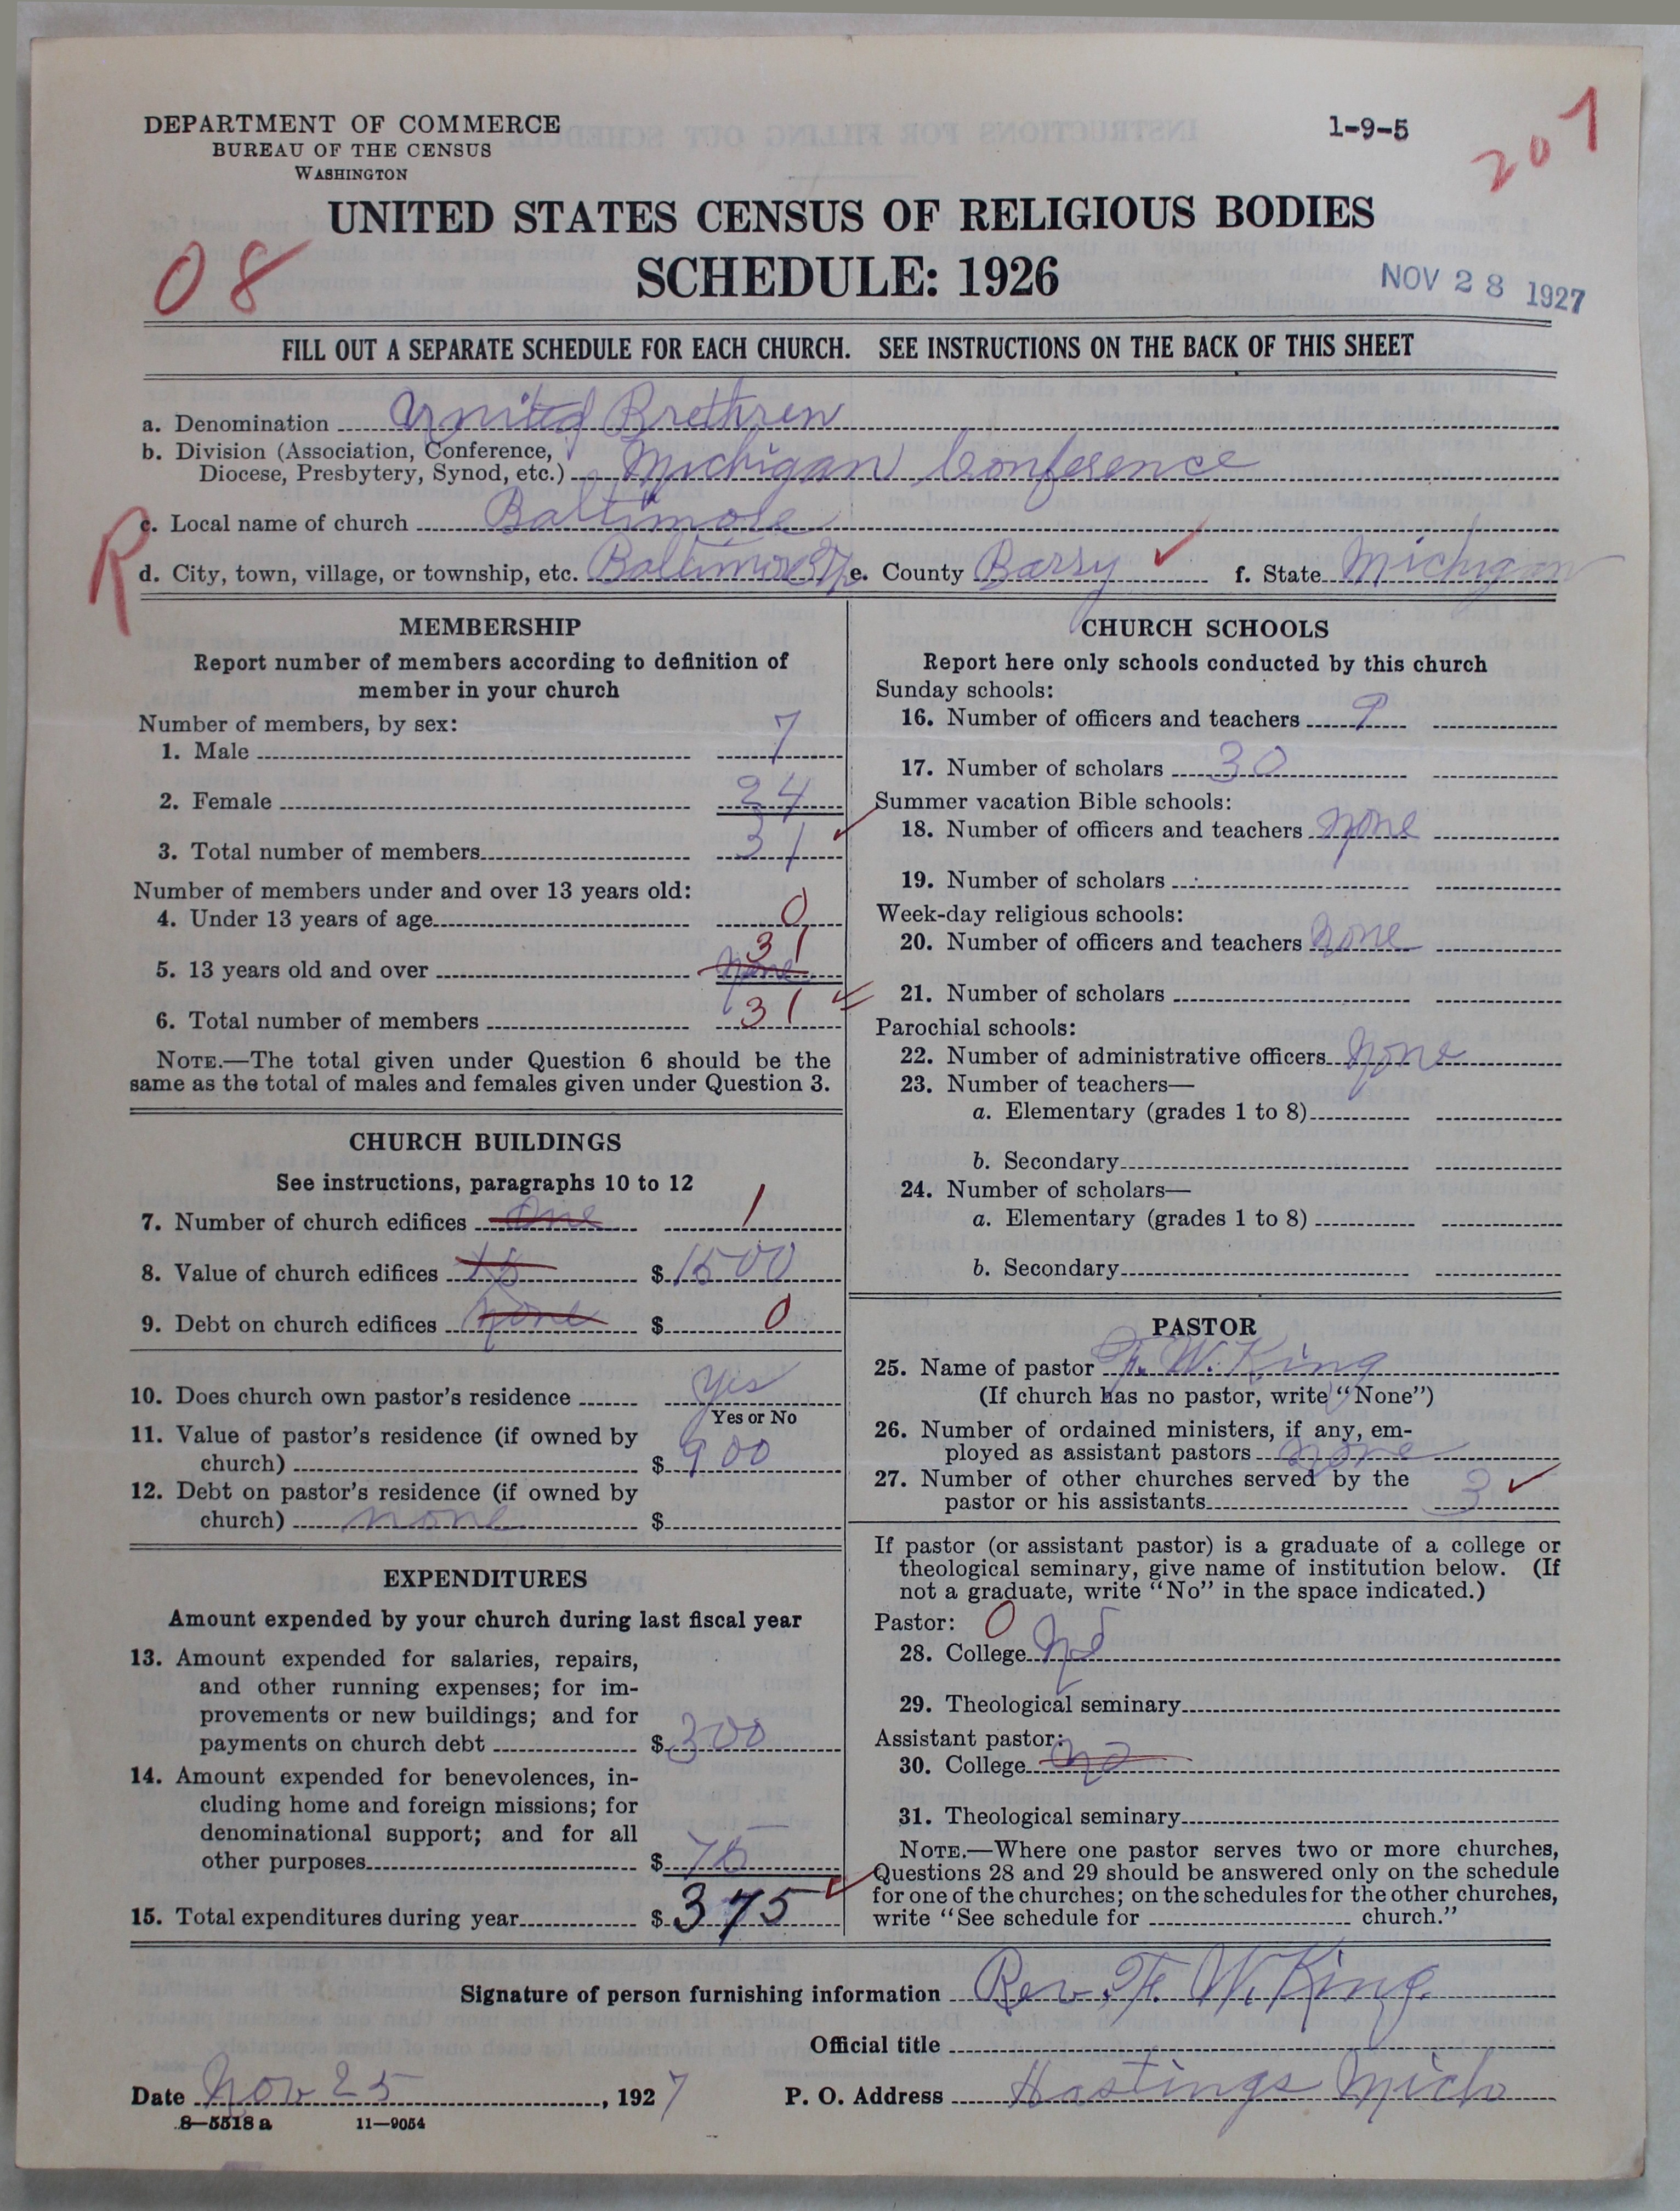 DEPARTMENT OF COMMERCE
BUREAU OF THE CENSUS
WASHINGTON
1-9-5
207
UNITED STATES CENSUS OF RELIGIOUS BODIES
SCHEDULE: 1926
08
NOV 28 1927
FILL OUT A SEPARATE SCHEDULE FOR EACH CHURCH. SEE INSTRUCTIONS ON THE BACK OF THIS SHEET
a. Denomination United Brethren
b. Division (Association, Conference,
Diocese, Presbytery, Synod, etc.) Michigan Conference
R
c. Local name of church Baltimore
d. City, town, village, or township, etc. Baltimore Tp e. County Barry f. State Michigan
MEMBERSHIP
Report number of members according to definition of
member in your church
Number of members, by sex:
1. Male 7
2. Female 24
3. Total number of members 31
Number of members under and over 13 years old:
4. Under 13 years of age 0
31
5. 13 years old and over none
6. Total number of members 31
NOTE.—The total given under Question 6 should be the
same as the total of males and females given under Question 3.
CHURCH BUILDINGS
See instructions, paragraphs 10 to 12
7. Number of church edifices one 1
8. Value of church edifices 15 $1500
9. Debt on church edifices none $ 0
10. Does church own pastor's residence Yes
Yes or No
11. Value of pastor's residence (if owned by
church) $ 900
12. Debt on pastor's residence (if owned by
church) none $
EXPENDITURES
Amount expended by your church during last fiscal year
13. Amount expended for salaries, repairs,
and other running expenses; for im-
provements or new buildings; and for
payments on church debt $ 300
14. Amount expended for benevolences, in-
cluding home and foreign missions; for
denominational support; and for all
other purposes $ 75
15. Total expenditures during year $ 375
CHURCH SCHOOLS
Report here only schools conducted by this church
Sunday schools:
16. Number of officers and teachers 9
17. Number of scholars 30
Summer vacation Bible schools:
18. Number of officers and teachers none
19. Number of scholars
Week-day religious schools:
20. Number of officers and teachers none
21. Number of scholars
Parochial schools:
22. Number of administrative officers none
23. Number of teachers—
a. Elementary (grades 1 to 8)
b. Secondary
24. Number of scholars—
a. Elementary (grades 1 to 8)
b. Secondary
PASTOR
25. Name of pastor F. W. King
(If church has no pastor, write "None")
26. Number of ordained ministers, if any, em-
ployed as assistant pastors none
27. Number of other churches served by the
pastor or his assistants 3
If pastor (or assistant pastor) is a graduate of a college or
theological seminary, give name of institution below. (If
not a graduate, write "No" in the space indicated.)
Pastor: 0
28. College No
29. Theological seminary
Assistant pastor:
30. College no
31. Theological seminary
NOTE.—Where one pastor serves two or more churches,
Questions 28 and 29 should be answered only on the schedule
for one of the churches; on the schedules for the other churches,
write "See schedule for church."
Signature of person furnishing information Rev. F. W. King
Official title
Date Nov 25, 1927 P. O. Address Hastings Mich
8—5518 a 11—9054